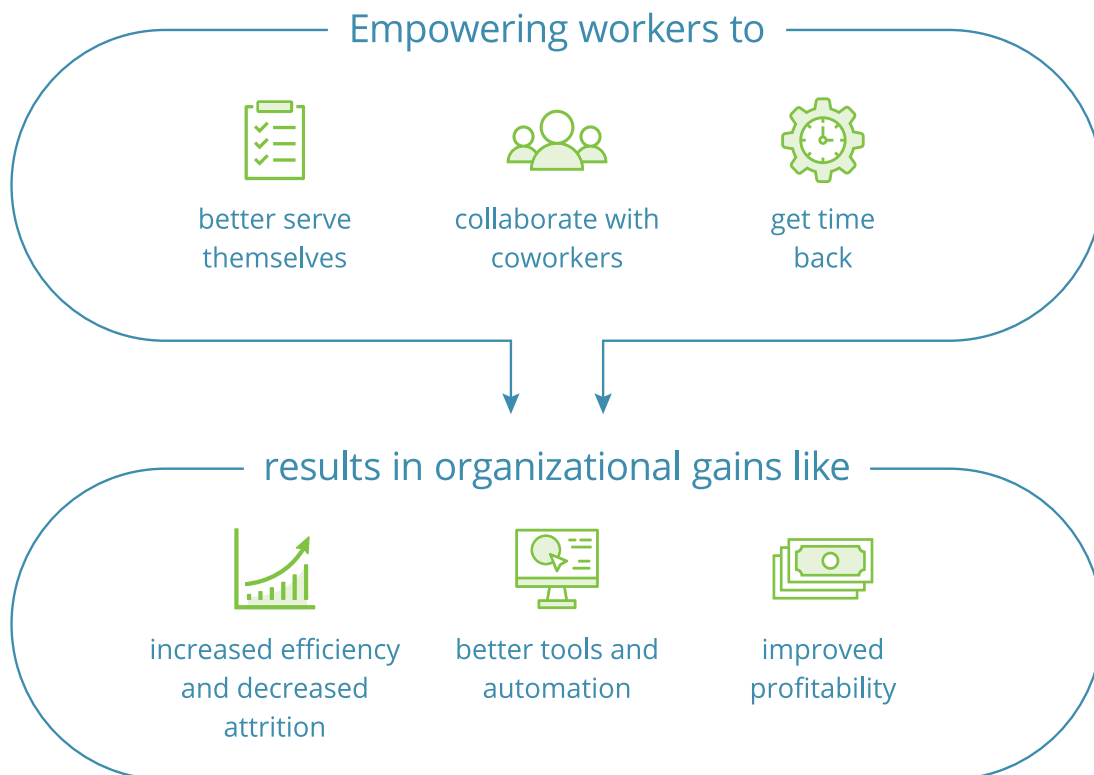 Empowering workers to
better serve
themselves
collaborate with
coworkers
get time
back
results in organizational gains like
increased efficiency
and decreased
attrition
better tools and
automation
improved
profitability